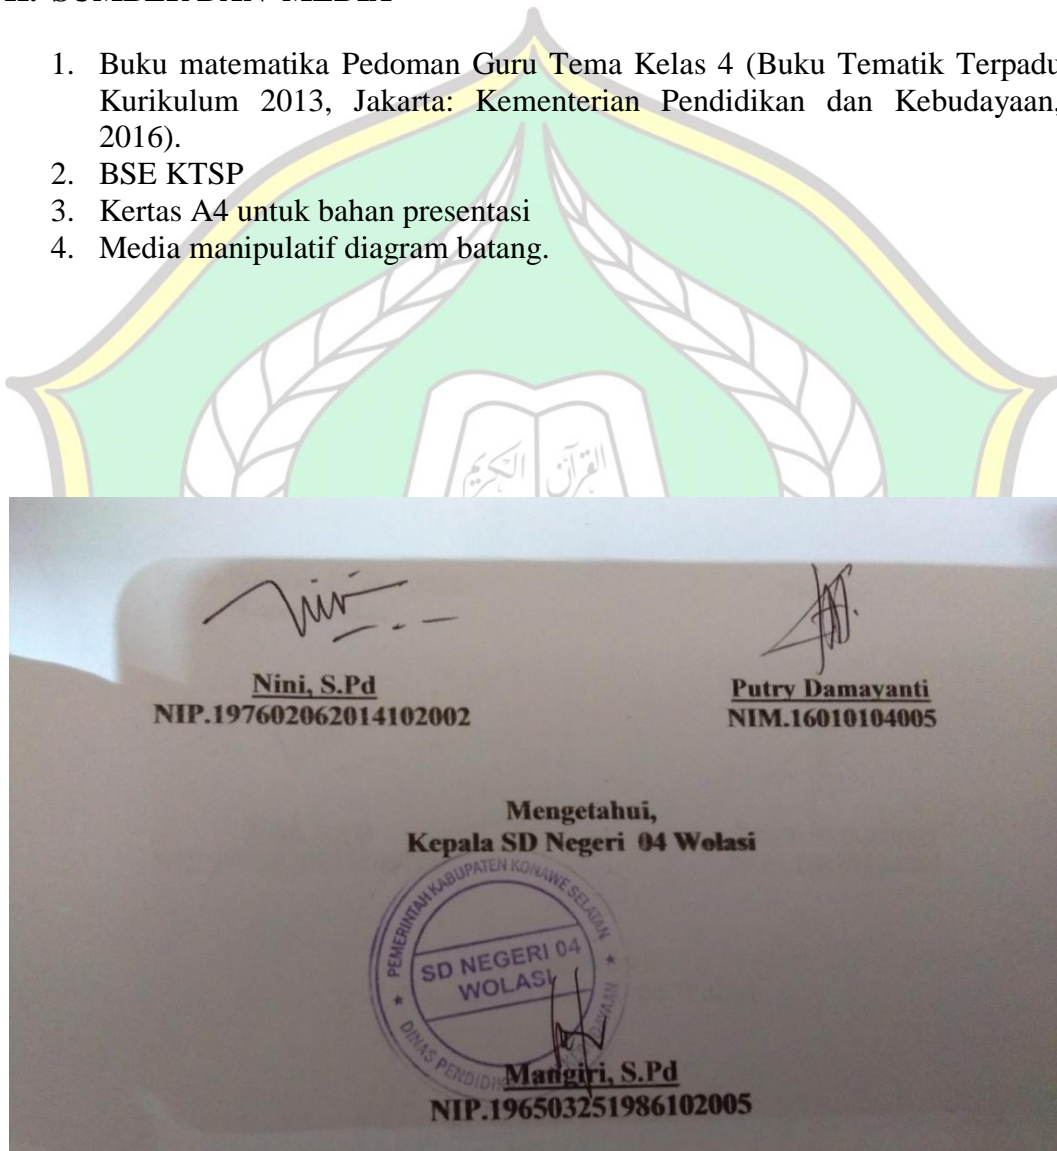 SUMBER DAN MEDIA
1. Buku matematika Pedoman Guru Tema Kelas 4 (Buku Tematik Terpadu
Kurikulum 2013, Jakarta: Kementerian Pendidikan dan Kebudayaan,
2016).
2. BSE KTSP
3. Kertas A4 untuk bahan presentasi
4. Media manipulatif diagram batang.
القرآن الكريم
Nini, S.Pd
NIP.197602062014102002
Putry Damayanti
NIM.16010104005
Mengetahui,
Kepala SD Negeri 04 Wolasi
PEMERINTAH KABUPATEN KONAWE SELATAN
SD NEGERI 04
WOLASI
DINAS
Mangiri, S.Pd
NIP.196503251986102005